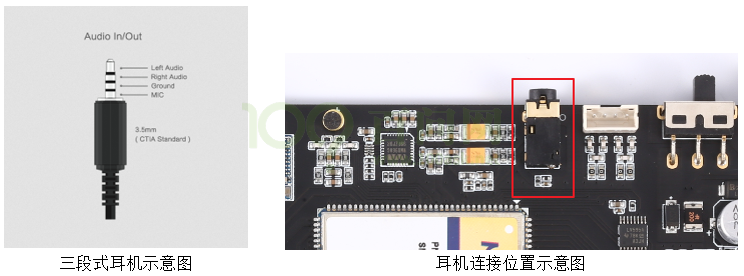 Audio In/Out
Left Audio
Right Audio
Ground
MIC
3.5mm
( CTIA Standard )
三段式耳机示意图
耳机连接位置示意图